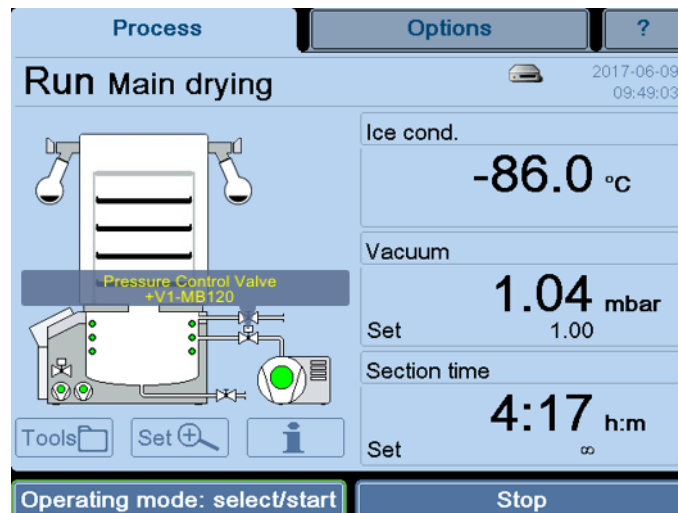 Process
Options
?
Run Main drying
2017-06-09
09:49:03
Ice cond.
-86.0 °C
Pressure Control Valve
+V1-MB120
Vacuum
1.04 mbar
Set 1.00
Section time
4:17 h:m
Set ∞
Tools
Set
i
Operating mode: select/start
Stop